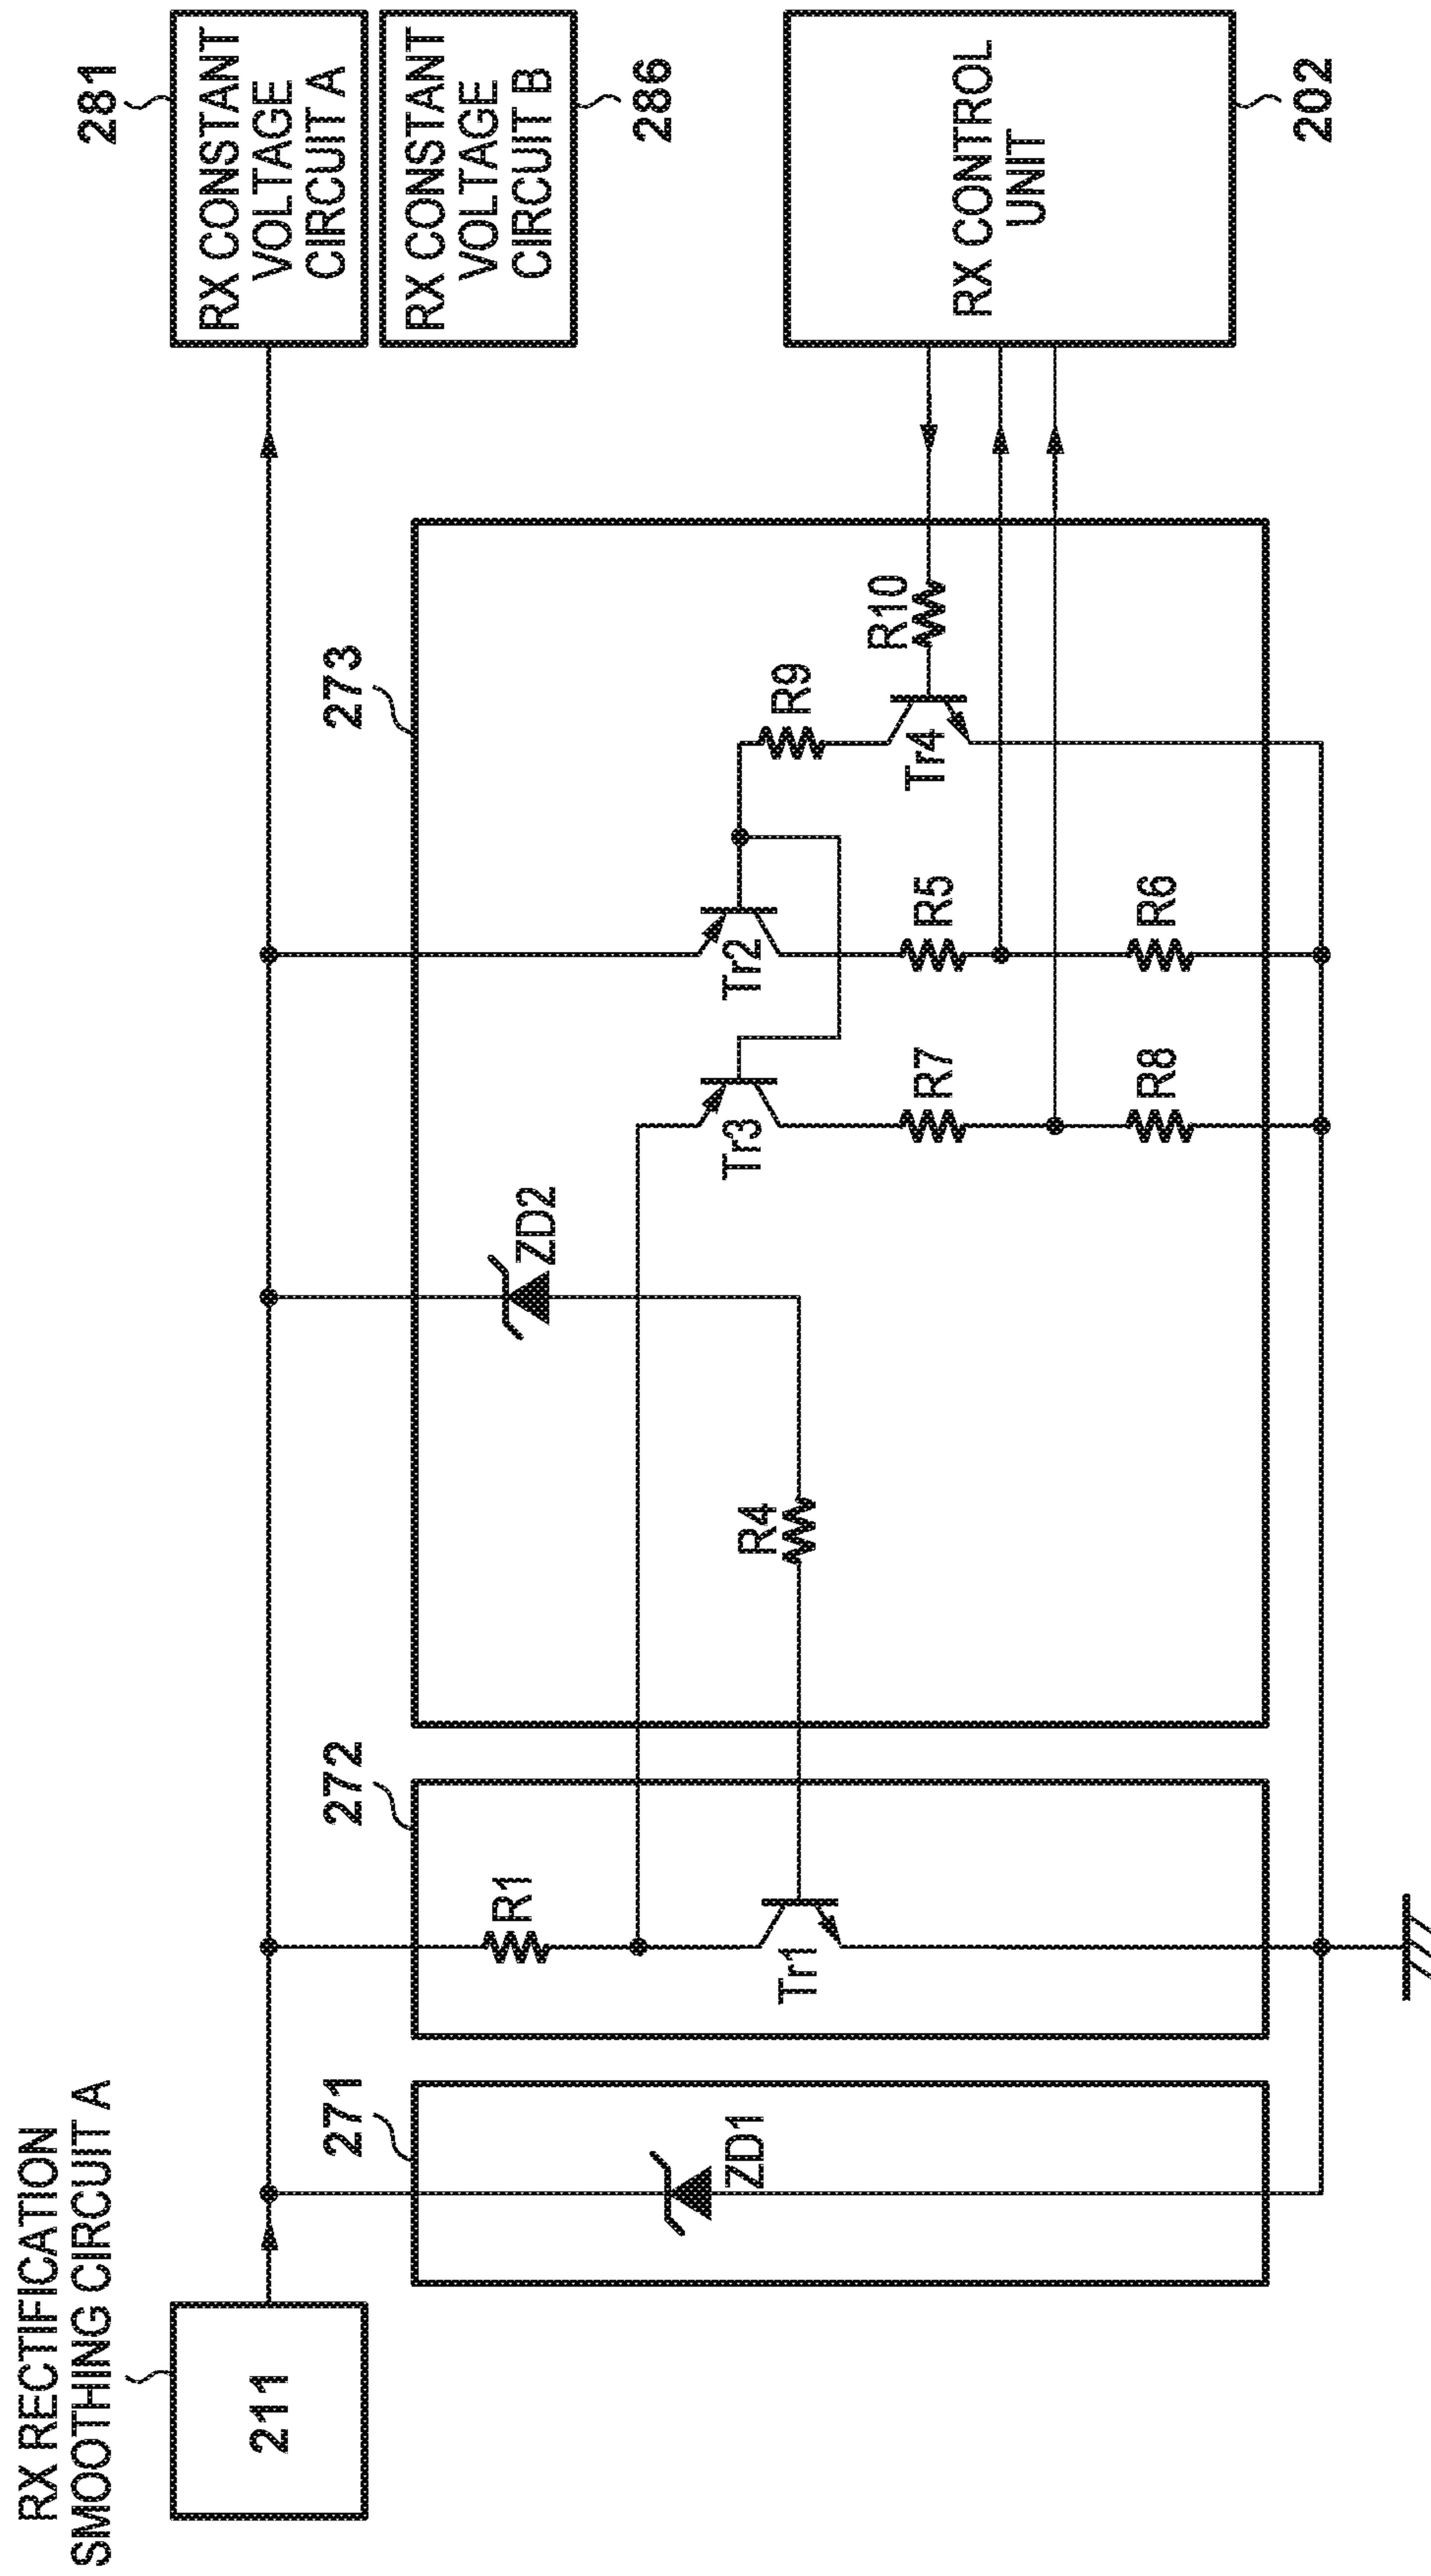 RX RECTIFICATION
SMOOTHING CIRCUIT A
211
271
ZD1
272
R1
Tr1
273
R4
ZD2
Tr3
Tr2
R7
R5
R8
R6
R9
Tr4
R10
281
RX CONSTANT
VOLTAGE
CIRCUIT A
RX CONSTANT
VOLTAGE
CIRCUIT B
286
RX CONTROL
UNIT
202